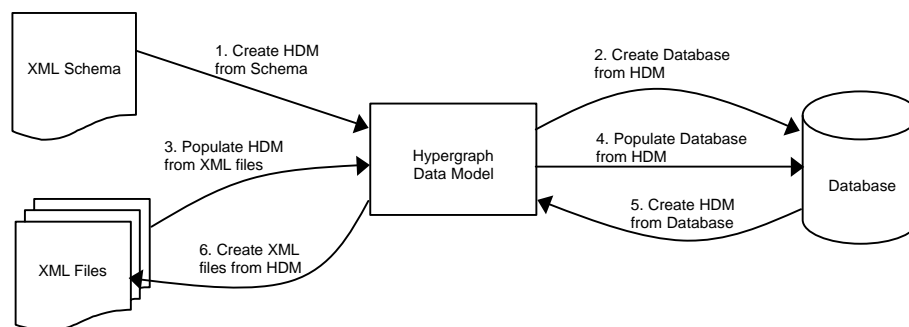 XML Schema
1. Create HDM
from Schema
2. Create Database
from HDM
3. Populate HDM
from XML files
Hypergraph
Data Model
4. Populate Database
from HDM
Database
5. Create HDM
from Database
6. Create XML
files from HDM
XML Files